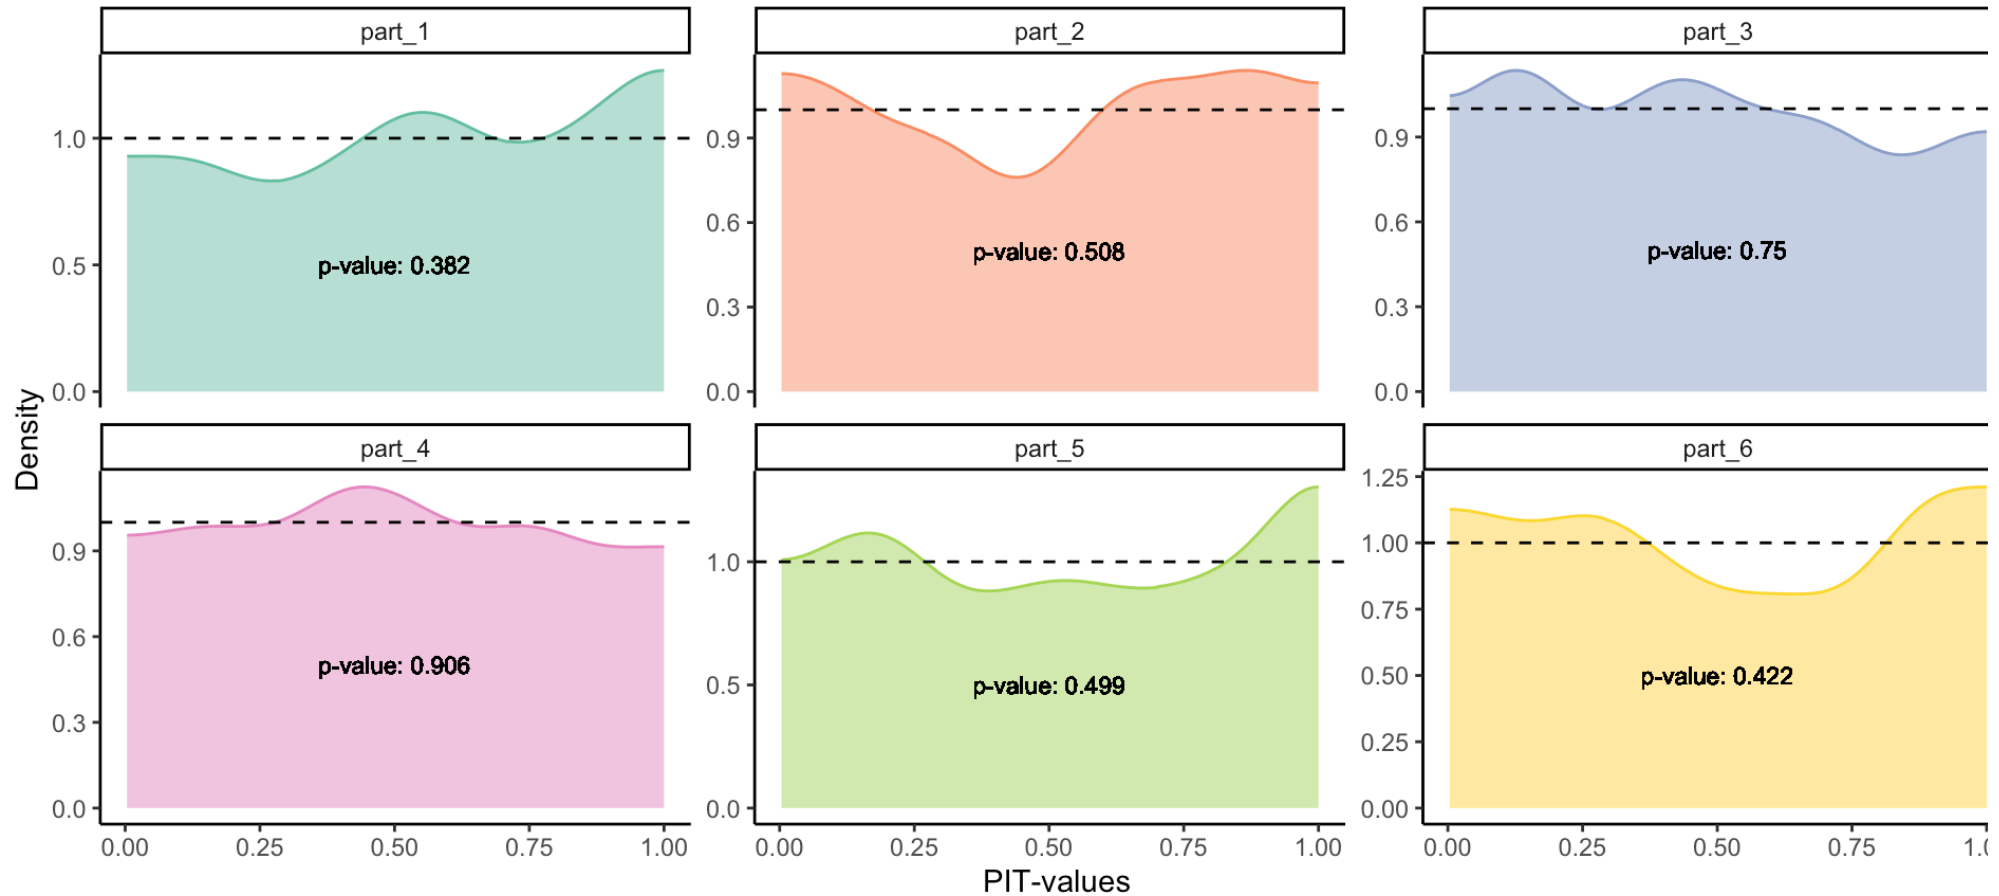 part_1
part_2
part_3
1.0
0.5
0.0
p-value: 0.382
0.9
0.6
0.3
0.0
p-value: 0.508
0.9
0.6
0.3
0.0
p-value: 0.75
Density
part_4
part_5
part_6
0.9
0.6
0.3
0.0
p-value: 0.906
1.0
0.5
0.0
p-value: 0.499
1.25
1.00
0.75
0.50
0.25
0.00
p-value: 0.422
0.00 0.25 0.50 0.75 1.00
0.00 0.25 0.50 0.75 1.00
0.00 0.25 0.50 0.75 1.0
PIT-values